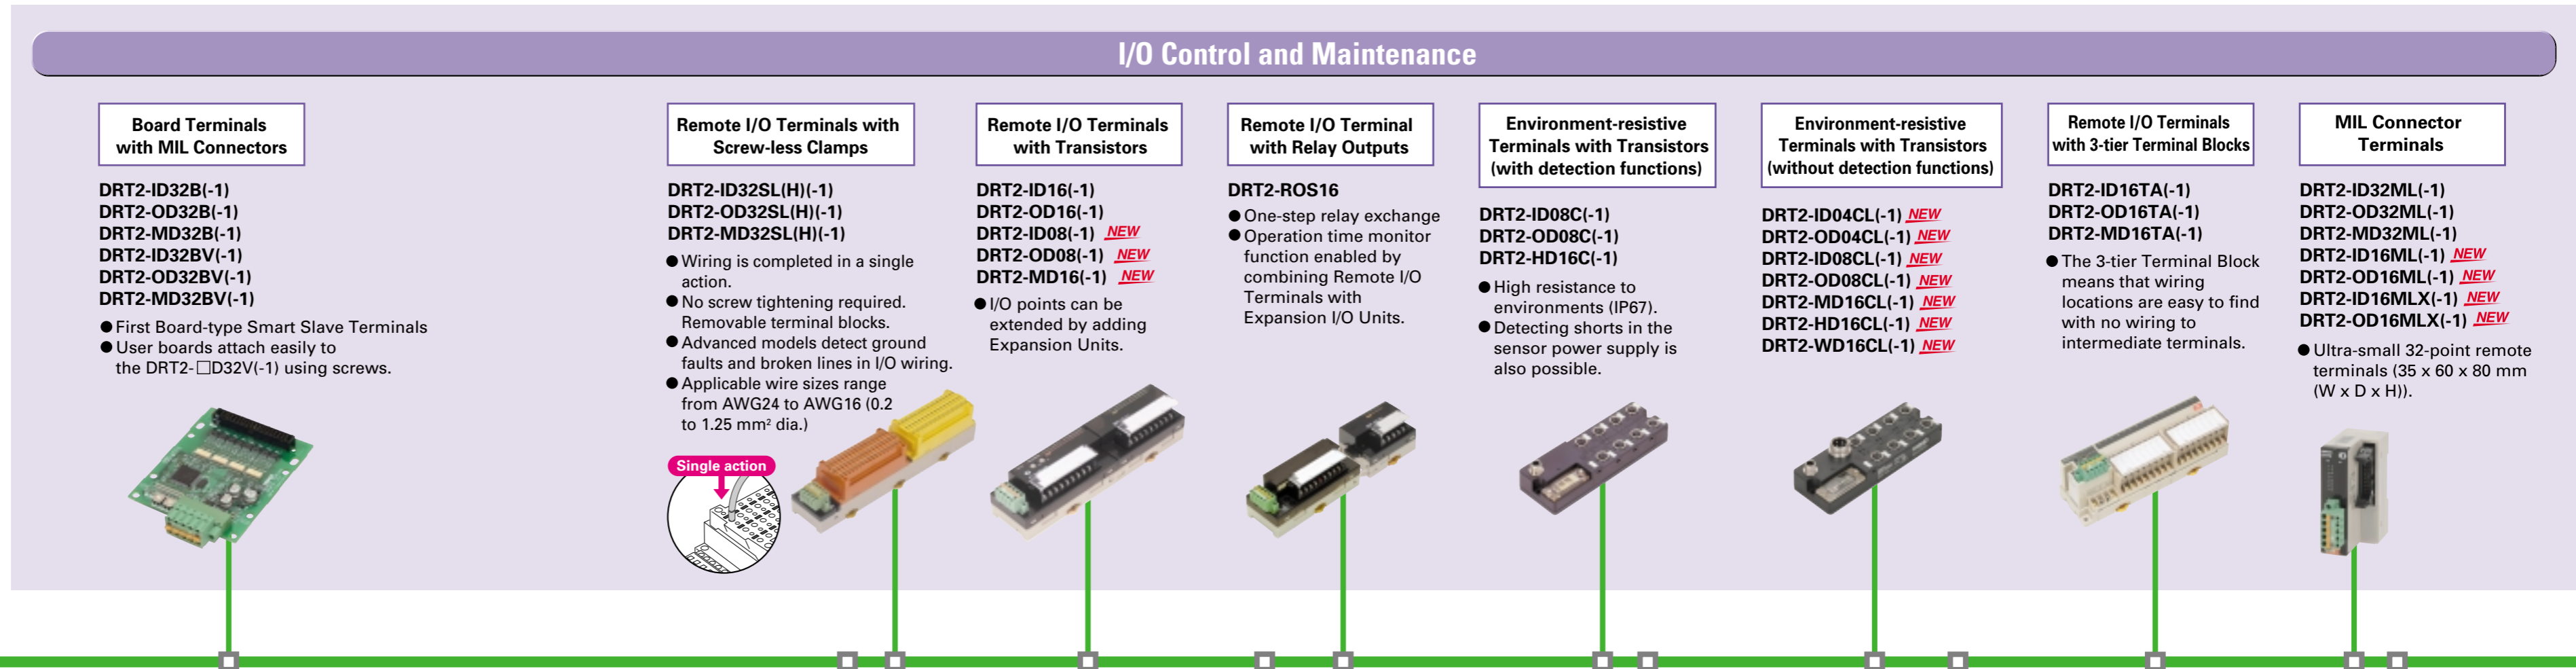 I/O Control and Maintenance
Board Terminals
with MIL Connectors
DRT2-ID32B(-1)
DRT2-OD32B(-1)
DRT2-MD32B(-1)
DRT2-ID32BV(-1)
DRT2-OD32BV(-1)
DRT2-MD32BV(-1)
● First Board-type Smart Slave Terminals
● User boards attach easily to
the DRT2-□D32V(-1) using screws.
Remote I/O Terminals with
Screw-less Clamps
DRT2-ID32SL(H)(-1)
DRT2-OD32SL(H)(-1)
DRT2-MD32SL(H)(-1)
● Wiring is completed in a single
action.
● No screw tightening required.
Removable terminal blocks.
● Advanced models detect ground
faults and broken lines in I/O wiring.
● Applicable wire sizes range
from AWG24 to AWG16 (0.2
to 1.25 mm² dia.)
Single action
Remote I/O Terminals
with Transistors
DRT2-ID16(-1)
DRT2-OD16(-1)
DRT2-ID08(-1) NEW
DRT2-OD08(-1) NEW
DRT2-MD16(-1) NEW
● I/O points can be
extended by adding
Expansion Units.
Remote I/O Terminal
with Relay Outputs
DRT2-ROS16
● One-step relay exchange
● Operation time monitor
function enabled by
combining Remote I/O
Terminals with
Expansion I/O Units.
Environment-resistive
Terminals with Transistors
(with detection functions)
DRT2-ID08C(-1)
DRT2-OD08C(-1)
DRT2-HD16C(-1)
● High resistance to
environments (IP67).
● Detecting shorts in the
sensor power supply is
also possible.
Environment-resistive
Terminals with Transistors
(without detection functions)
DRT2-ID04CL(-1) NEW
DRT2-OD04CL(-1) NEW
DRT2-ID08CL(-1) NEW
DRT2-OD08CL(-1) NEW
DRT2-MD16CL(-1) NEW
DRT2-HD16CL(-1) NEW
DRT2-WD16CL(-1) NEW
Remote I/O Terminals
with 3-tier Terminal Blocks
DRT2-ID16TA(-1)
DRT2-OD16TA(-1)
DRT2-MD16TA(-1)
● The 3-tier Terminal Block
means that wiring
locations are easy to find
with no wiring to
intermediate terminals.
MIL Connector
Terminals
DRT2-ID32ML(-1)
DRT2-OD32ML(-1)
DRT2-MD32ML(-1)
DRT2-ID16ML(-1) NEW
DRT2-OD16ML(-1) NEW
DRT2-ID16MLX(-1) NEW
DRT2-OD16MLX(-1) NEW
● Ultra-small 32-point remote
terminals (35 x 60 x 80 mm
(W x D x H)).